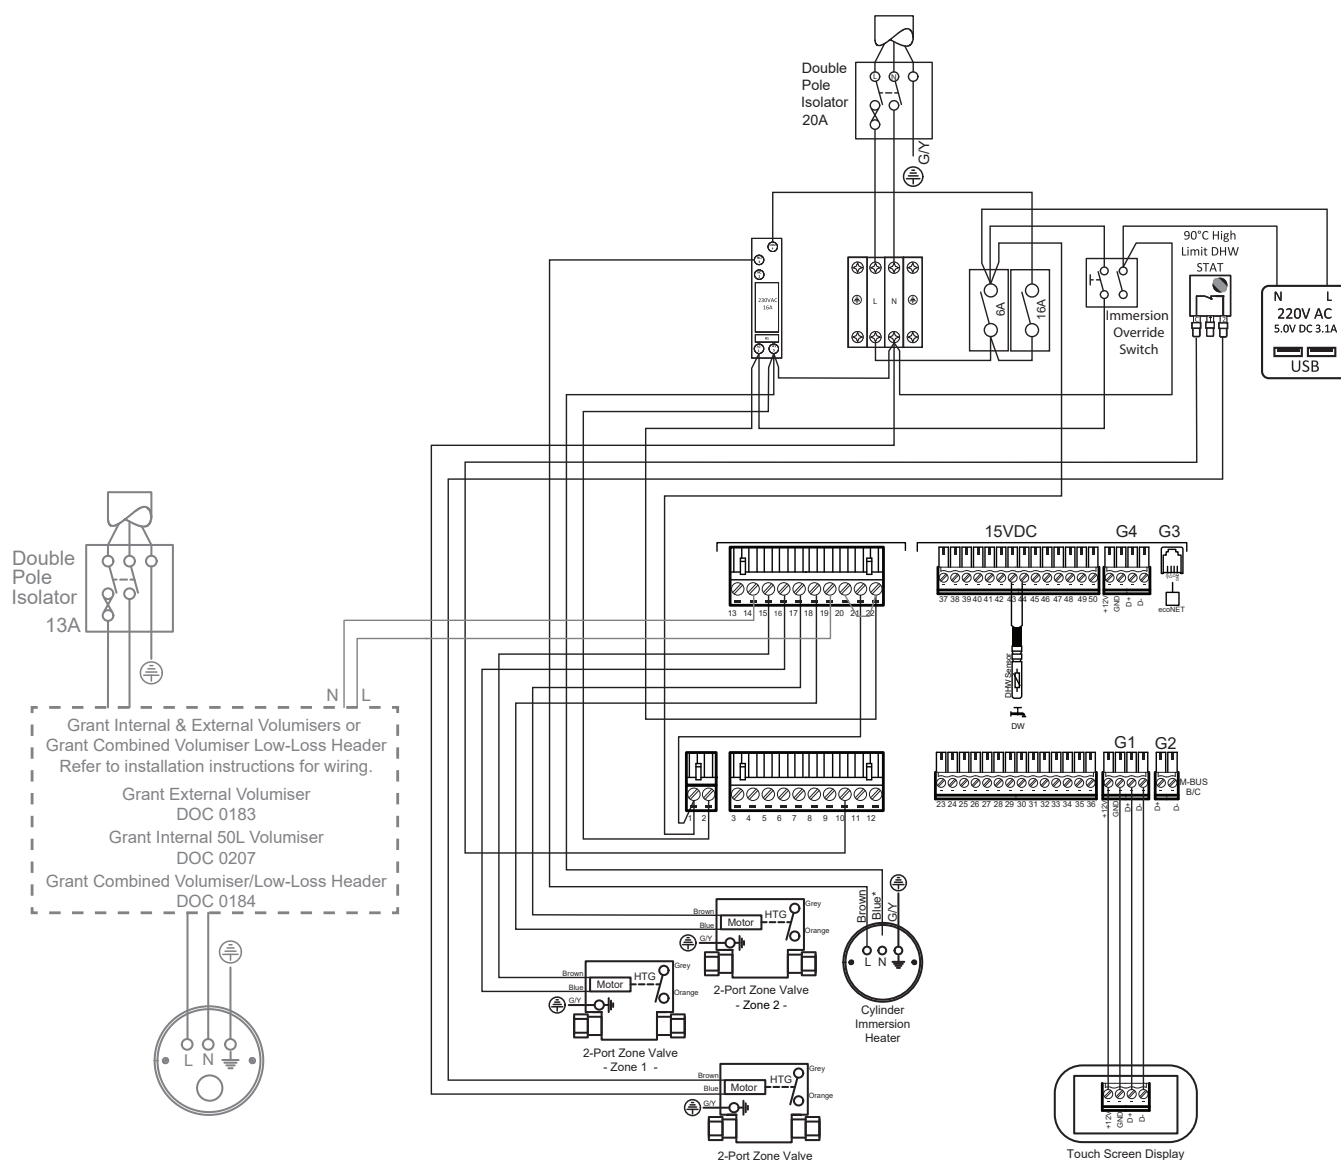 Double
Pole
Isolator
20A
L
N
G/Y
230VAC
16A
L
N
6A
16A
Immersion
Override
Switch
90°C High
Limit DHW
STAT
N L
220V AC
5.0V DC 3.1A
USB
Double
Pole
Isolator
13A
15VDC
G4
G3
13 14 15 16 17 18 19 20 21 22
37 38 39 40 41 42 43 44 45 46 47 48 49 50
+12V
GND
D+
D-
ecoNET
DHW Sensor
DW
N L
Grant Internal & External Volumisers or
Grant Combined Volumiser Low-Loss Header
Refer to installation instructions for wiring.
Grant External Volumiser
DOC 0183
Grant Internal 50L Volumiser
DOC 0207
Grant Combined Volumiser/Low-Loss Header
DOC 0184
L N
G1
G2
M-BUS
B/C
1 2
3 4 5 6 7 8 9 10 11 12
23 24 25 26 27 28 29 30 31 32 33 34 35 36
+12V
GND
D+
D-
D+
D-
Brown
Blue
G/Y
Motor
HTG
Grey
Orange
2-Port Zone Valve
- Zone 2 -
Brown
Blue*
G/Y
L N
Cylinder
Immersion
Heater
Brown
Blue
G/Y
Motor
HTG
Grey
Orange
2-Port Zone Valve
- Zone 1 -
Brown
Blue
G/Y
Motor
HTG
Grey
Orange
2-Port Zone Valve
+12V
GND
D+
D-
Touch Screen Display